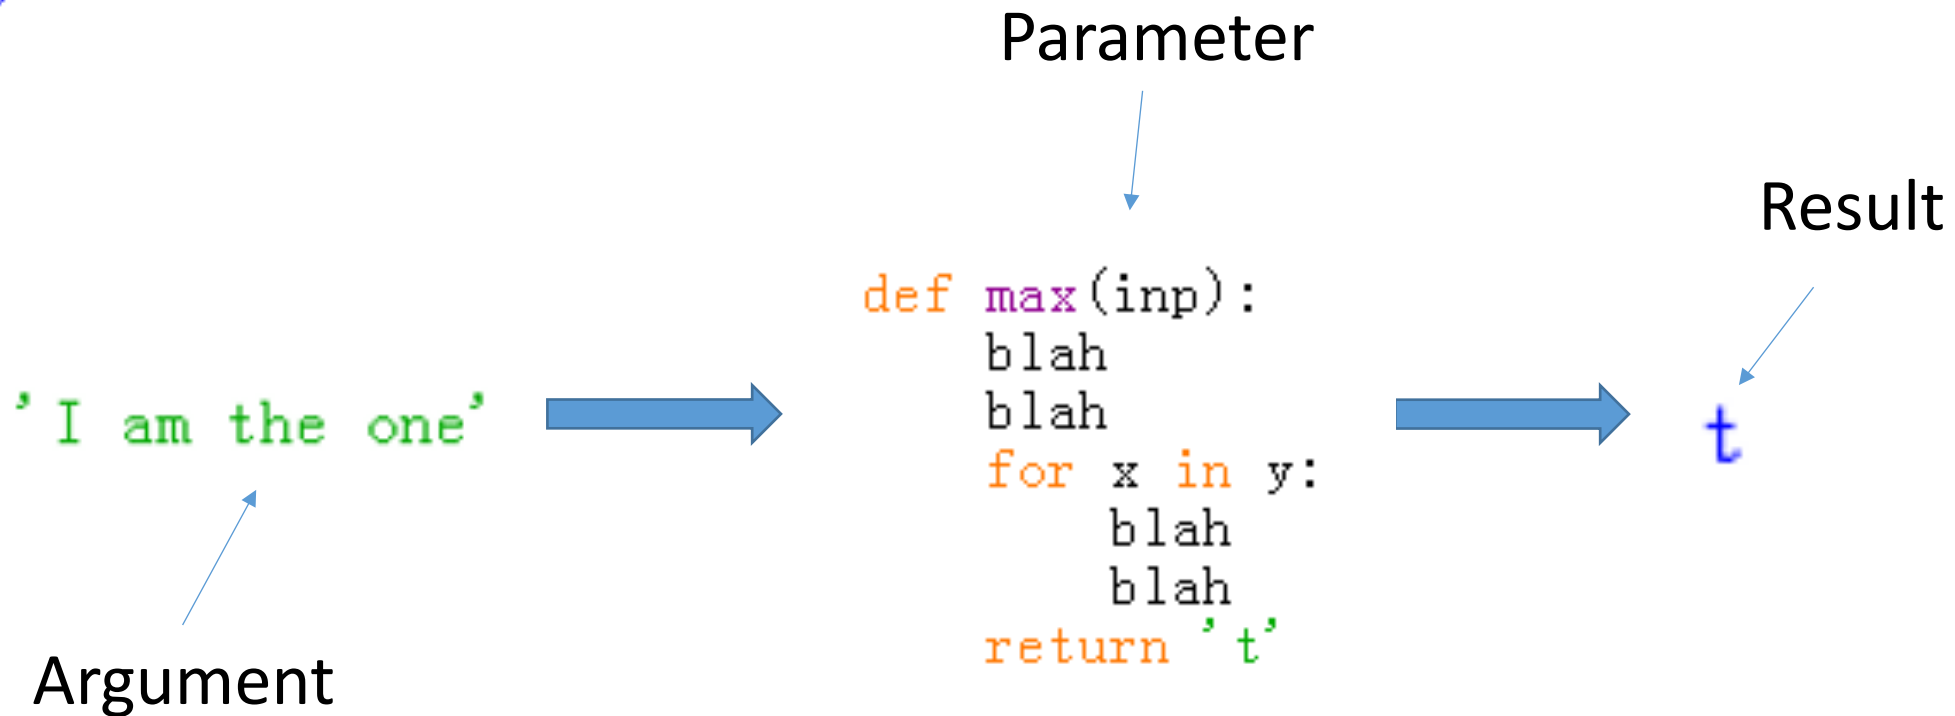 Parameter
Result
def max(inp):
    blah
    blah
    for x in y:
        blah
        blah
    return 't'
'I am the one'
t
Argument